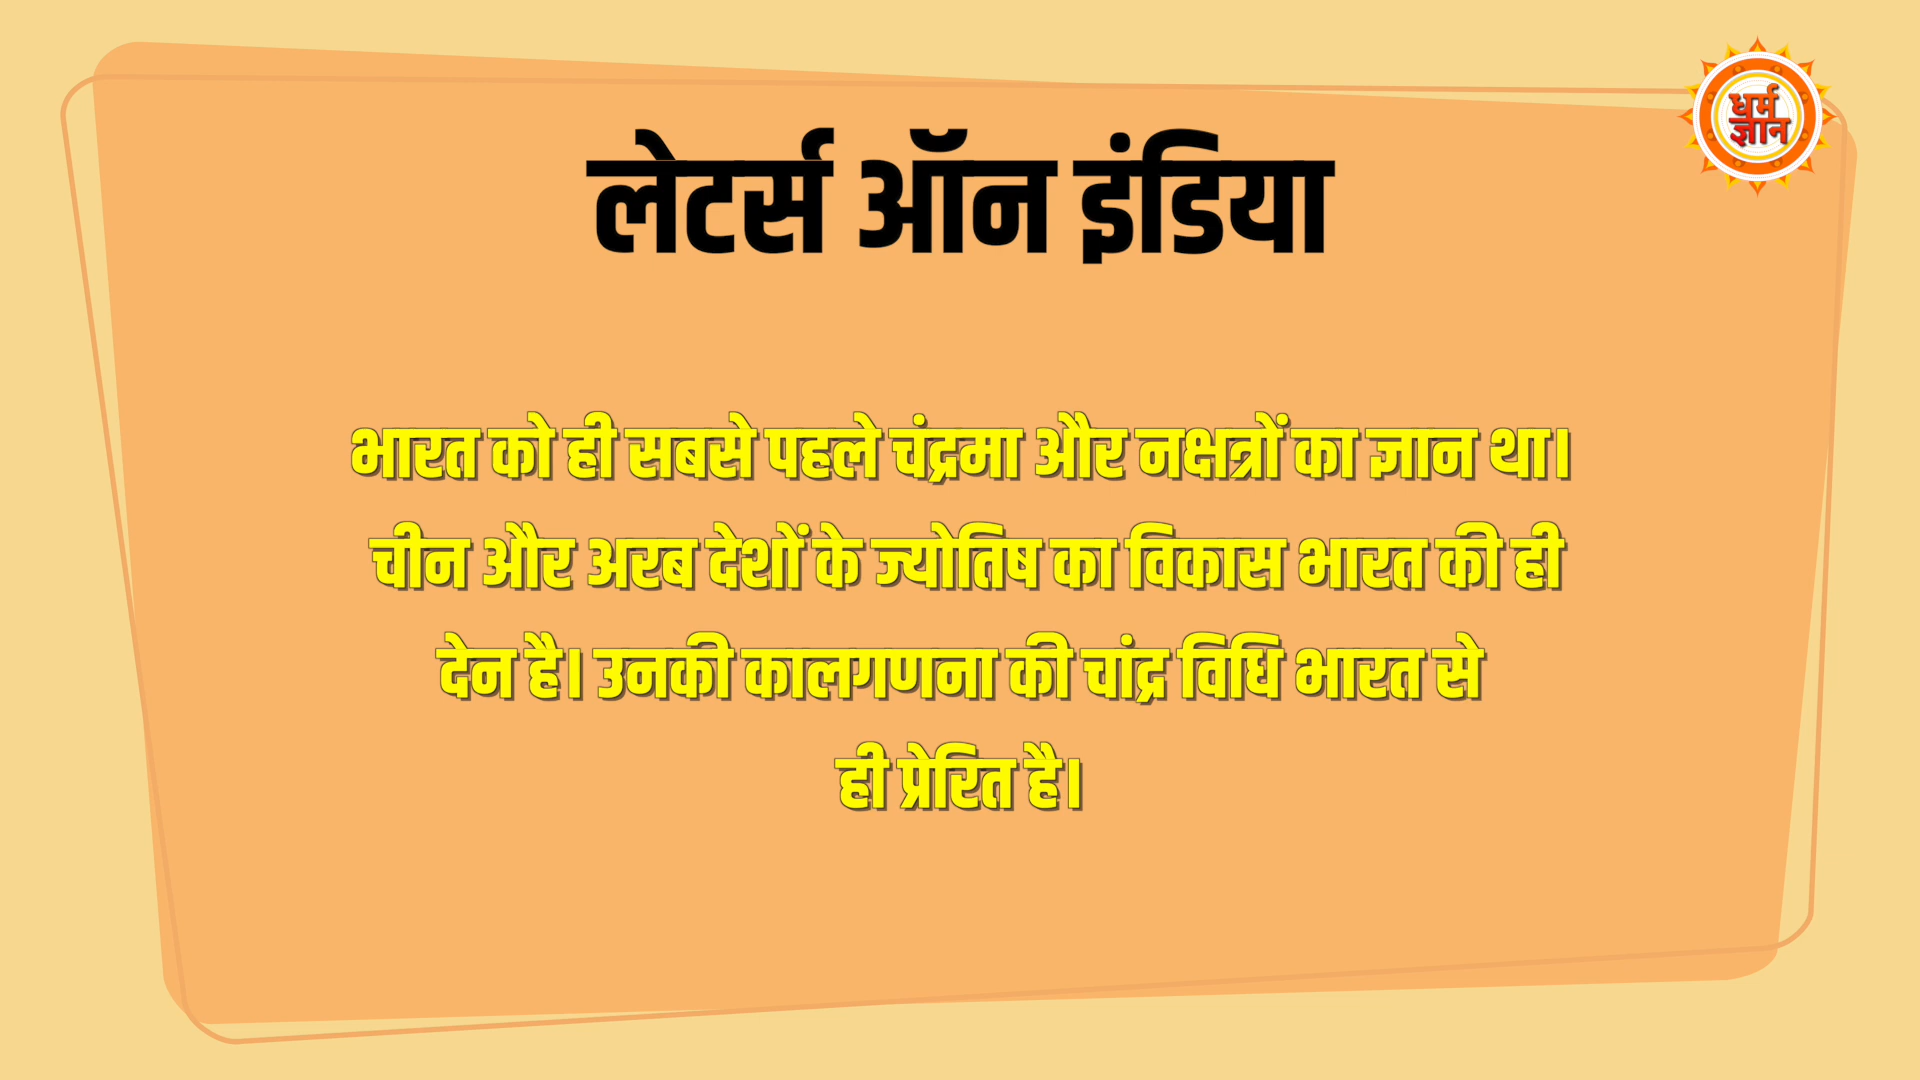 धर्म
ज्ञान
लेटर्स ऑन इंडिया
भारत को ही सबसे पहले चंद्रमा और नक्षत्रों का ज्ञान था।
चीन और अरब देशों के ज्योतिष का विकास भारत की ही
देन है। उनकी कालगणना की चांद्र विधि भारत से
ही प्रेरित है।